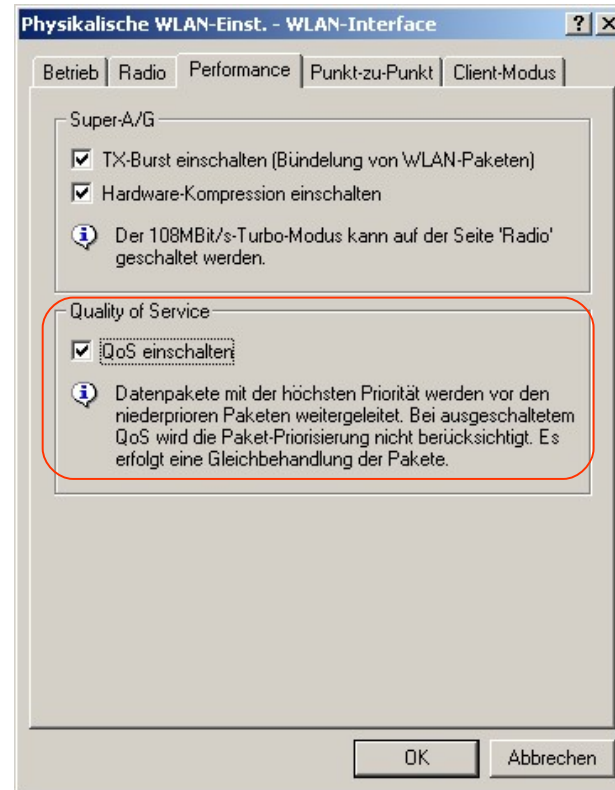 Physikalische WLAN-Einst. - WLAN-Interface
Betrieb Radio Performance Punkt-zu-Punkt Client-Modus
Super-A/G
TX-Burst einschalten (Bündelung von WLAN-Paketen)
Hardware-Kompression einschalten
Der 108MBit/s-Turbo-Modus kann auf der Seite 'Radio'
geschaltet werden.
Quality of Service
QoS einschalten
Datenpakete mit der höchsten Priorität werden vor den
niederprioren Paketen weitergeleitet. Bei ausgeschaltetem
QoS wird die Paket-Priorisierung nicht berücksichtigt. Es
erfolgt eine Gleichbehandlung der Pakete.
OK Abbrechen